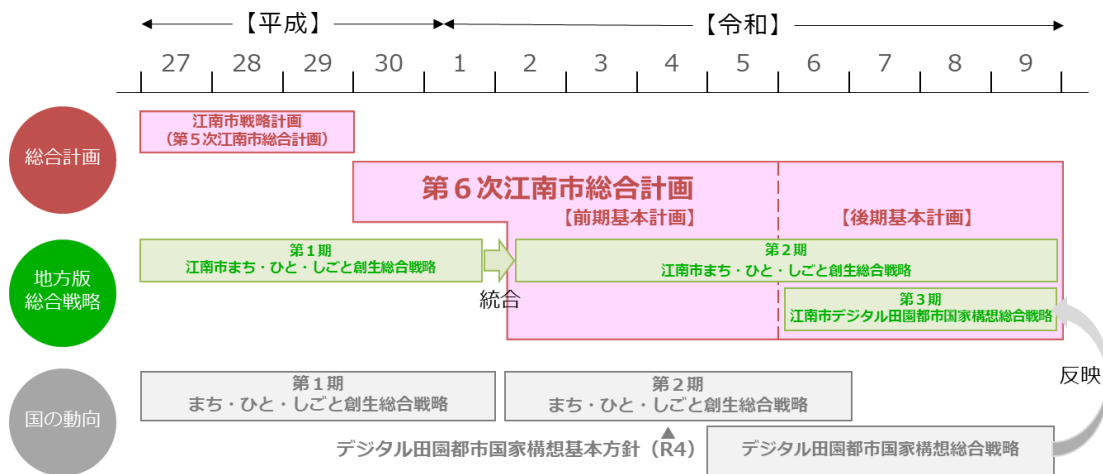 【平成】
【令和】
27 28 29 30 1 2 3 4 5 6 7 8 9
総合計画
江南市戦略計画
（第５次江南市総合計画）
第６次江南市総合計画
【前期基本計画】
【後期基本計画】
地方版
総合戦略
第１期
江南市まち・ひと・しごと創生総合戦略
統合
第２期
江南市まち・ひと・しごと創生総合戦略
第３期
江南市デジタル田園都市国家構想総合戦略
反映
国の動向
第１期
まち・ひと・しごと創生総合戦略
第２期
まち・ひと・しごと創生総合戦略
デジタル田園都市国家構想基本方針（R4）
デジタル田園都市国家構想総合戦略